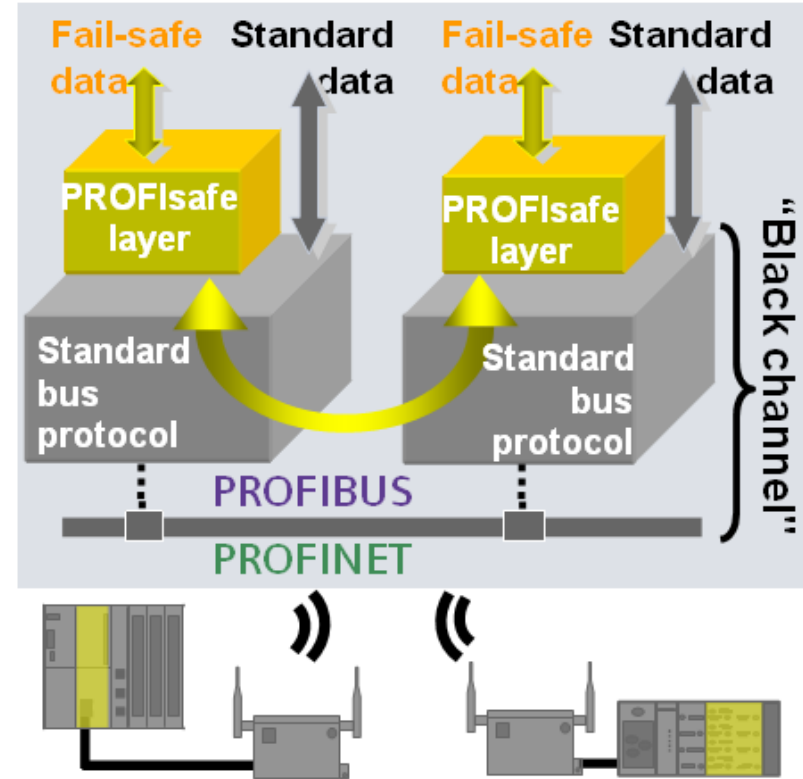 Fail-safe
data
Standard
data
Fail-safe
data
Standard
data
PROFIsafe
layer
PROFIsafe
layer
Standard
bus
protocol
Standard
bus
protocol
“Black channel"
PROFIBUS
PROFINET